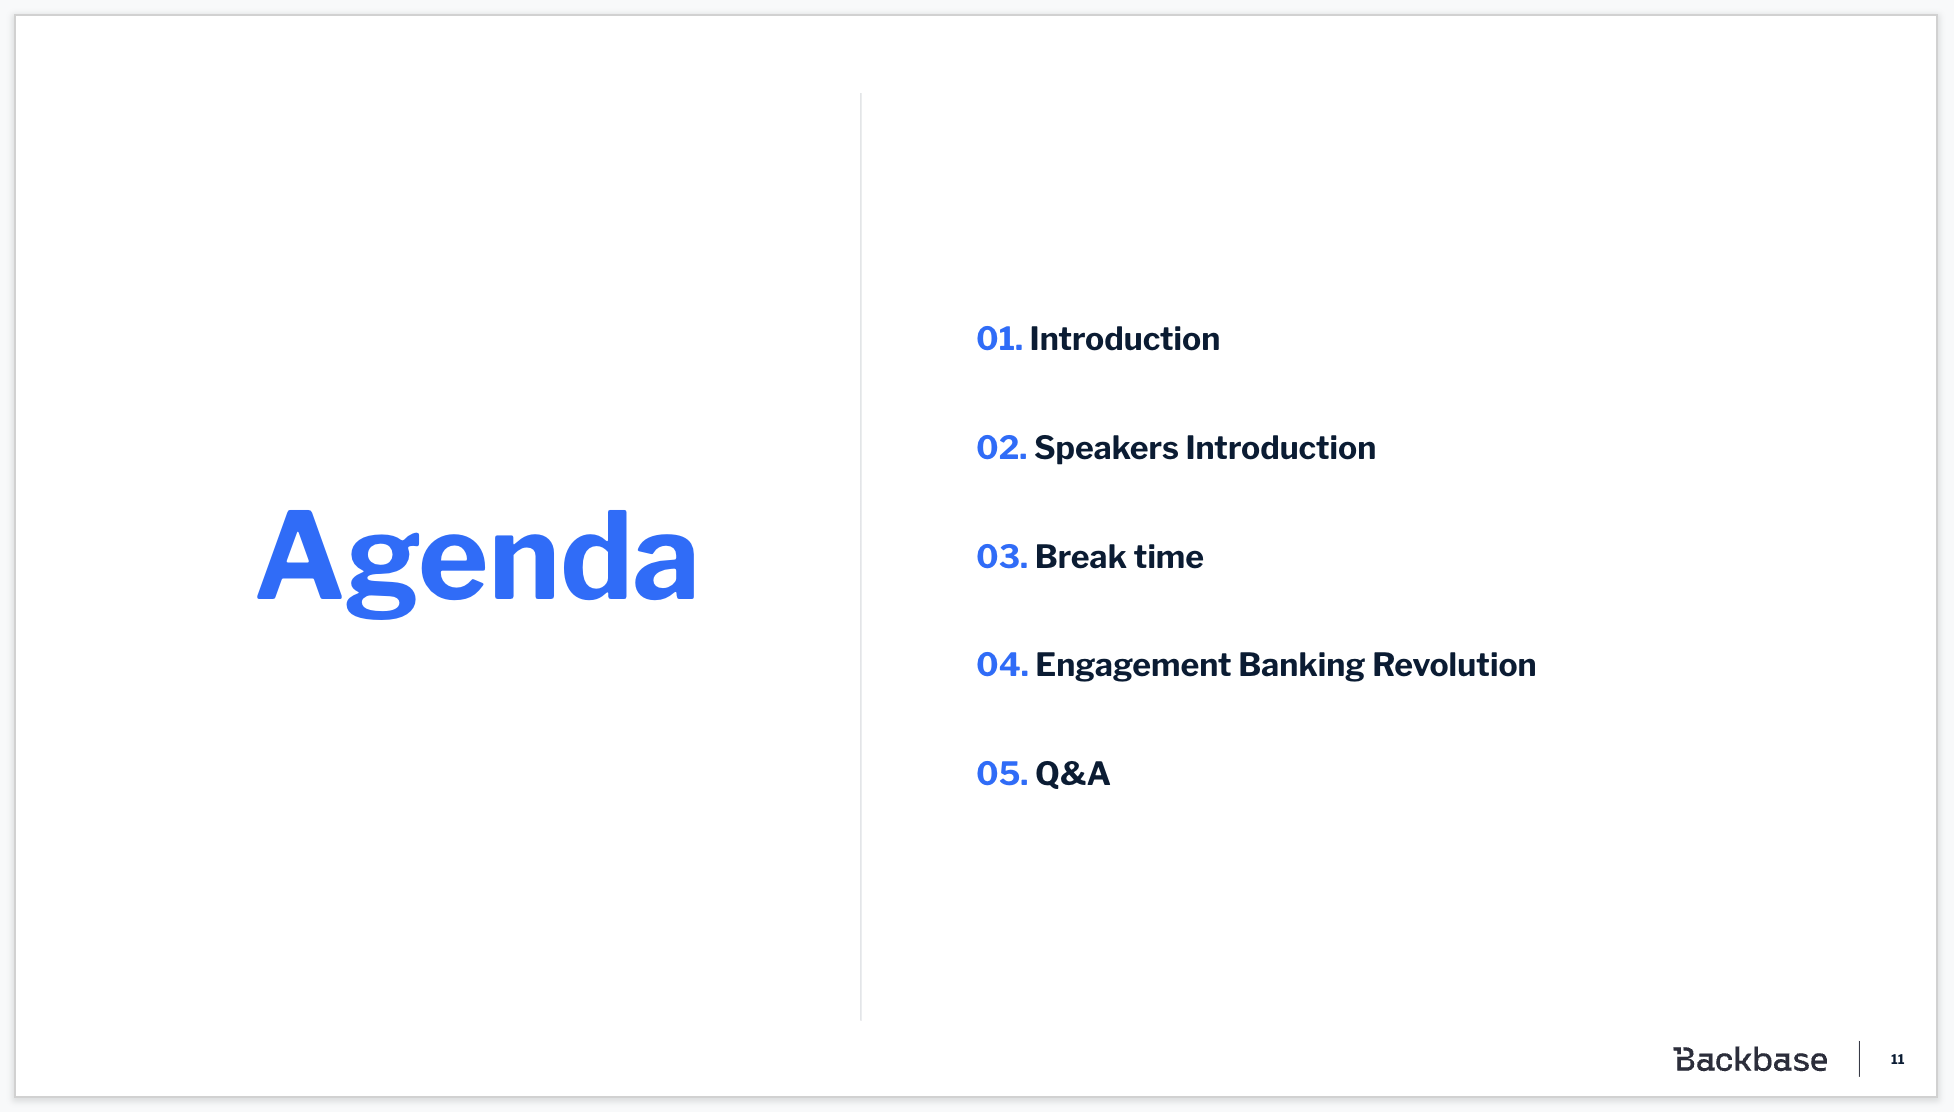 Agenda
01. Introduction
02. Speakers Introduction
03. Break time
04. Engagement Banking Revolution
05. Q&A
Backbase
11